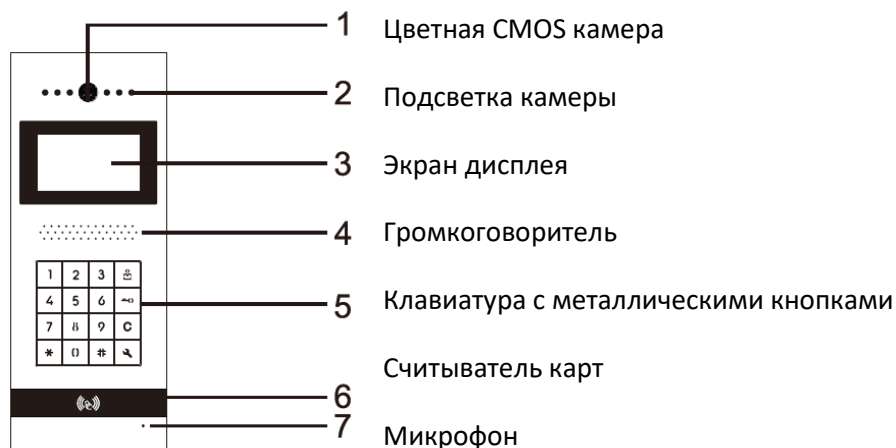 1 Цветная CMOS камера
2 Подсветка камеры
3 Экран дисплея
4 Громкоговоритель
1 2 3
4 5 6
7 8 9 C
* 0 #
5 Клавиатура с металлическими кнопками
6 Считыватель карт
7 Микрофон